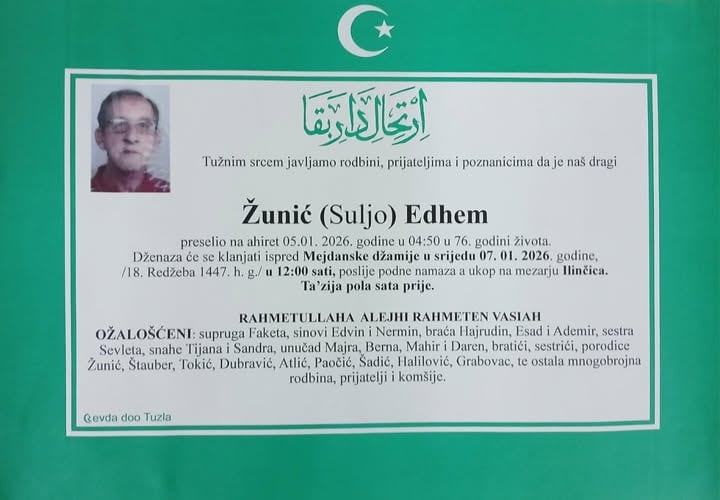 اِرْتِحَالِ دَارِ بَقَا
Tužnim srcem javljamo rodbini, prijateljima i poznanicima da je naš dragi
Žunić (Suljo) Edhem
preselio na ahiret 05.01. 2026. godine u 04:50 u 76. godini života.
Dženaza će se klanjati ispred Mejdanske džamije u srijedu 07. 01. 2026. godine,
/18. Redžeba 1447. h. g./ u 12:00 sati, poslije podne namaza a ukop na mezarju Ilinčica.
Ta'zija pola sata prije.
RAHMETULLAHA ALEJHI RAHMETEN VASIAH
OŽALOŠĆENI: supruga Faketa, sinovi Edvin i Nermin, braća Hajrudin, Esad i Ademir, sestra
Sevleta, snahe Tijana i Sandra, unučad Majra, Berna, Mahir i Daren, bratići, sestrići, porodice
Žunić, Štauber, Tokić, Dubravić, Atlić, Paočić, Šadić, Halilović, Grabovac, te ostala mnogobrojna
rodbina, prijatelji i komšije.
Cevda doo Tuzla